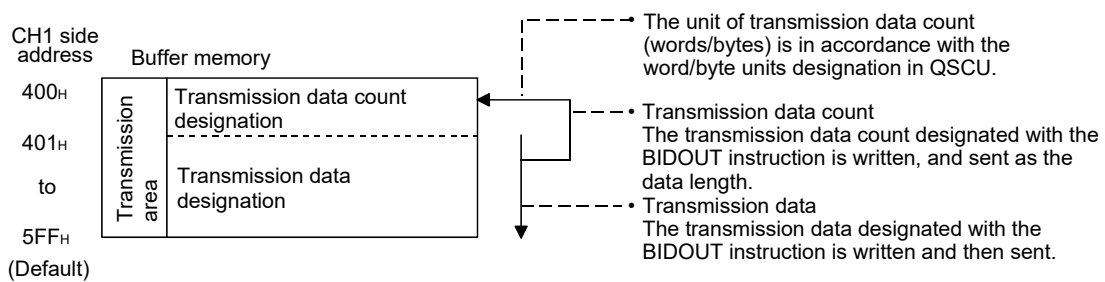 CH1 side
address
Buffer memory
400H
Transmission data count
designation
401H
to
Transmission data
designation
5FFH
(Default)
Transmission
area
• The unit of transmission data count
(words/bytes) is in accordance with the
word/byte units designation in QSCU.
• Transmission data count
The transmission data count designated with the
BIDOUT instruction is written, and sent as the
data length.
• Transmission data
The transmission data designated with the
BIDOUT instruction is written and then sent.